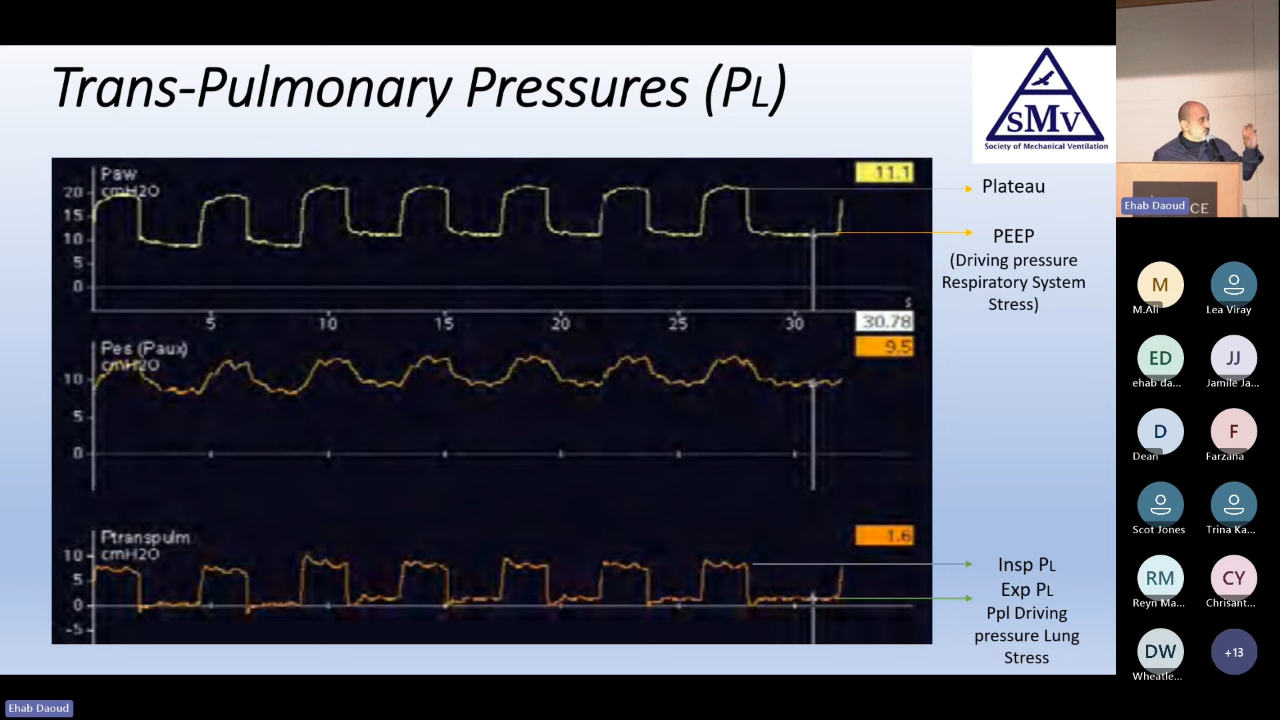 Trans-Pulmonary Pressures (PL)
SMV
Society of Mechanical Ventilation
Paw
cmH2O
11.1
20
15
10
5
0
s
5
10
15
20
25
30
30.78
Pes (Paux)
cmH2O
9.5
10
5
0
Ptranspulm
cmH2O
1.6
10
5
0
-5
Plateau
PEEP
(Driving pressure
Respiratory System
Stress)
Insp PL
Exp PL
Ppl Driving
pressure Lung
Stress
CE
Ehab Daoud
M
M.Ali
Lea Viray
ED
ehab da...
JJ
Jamile Ja...
D
Dean
F
Farzana
Scot Jones
Trina Ka...
RM
Reyn Ma...
CY
Chrisant...
DW
Wheatle...
+13
Ehab Daoud